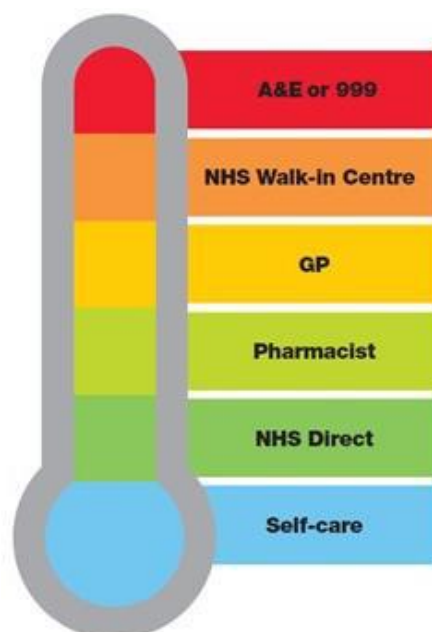 A&E or 999
NHS Walk-in Centre
GP
Pharmacist
NHS Direct
Self-care